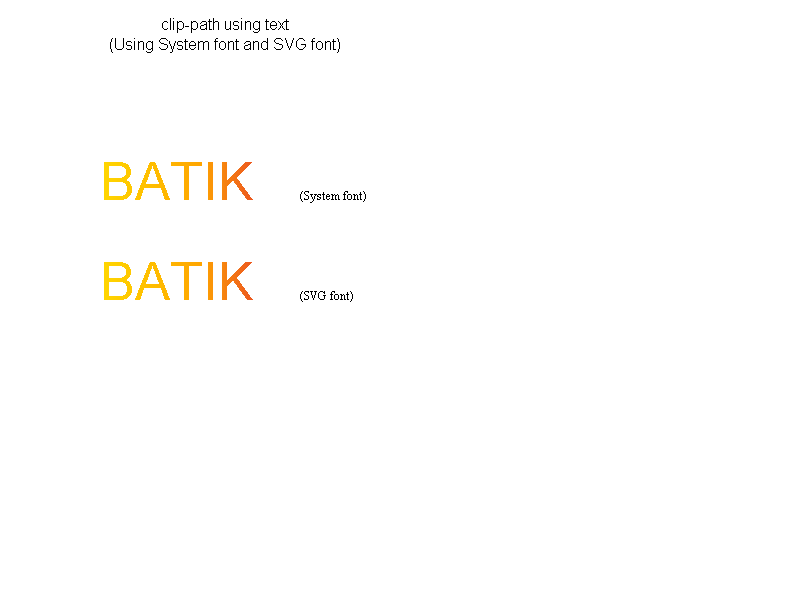 clip-path using text
(Using System font and SVG font)
BATIK (System font)
BATIK (SVG font)